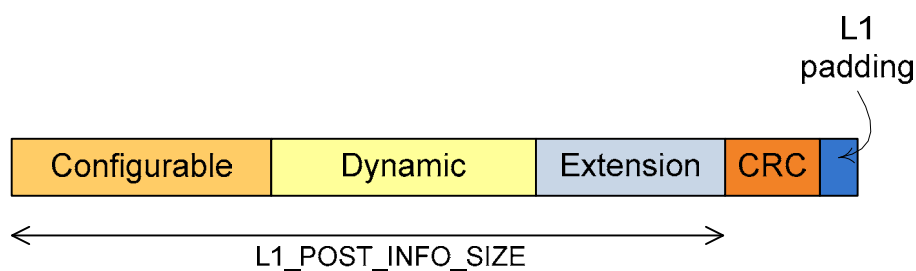 L1
padding
Configurable
Dynamic
Extension
CRC
L1_POST_INFO_SIZE